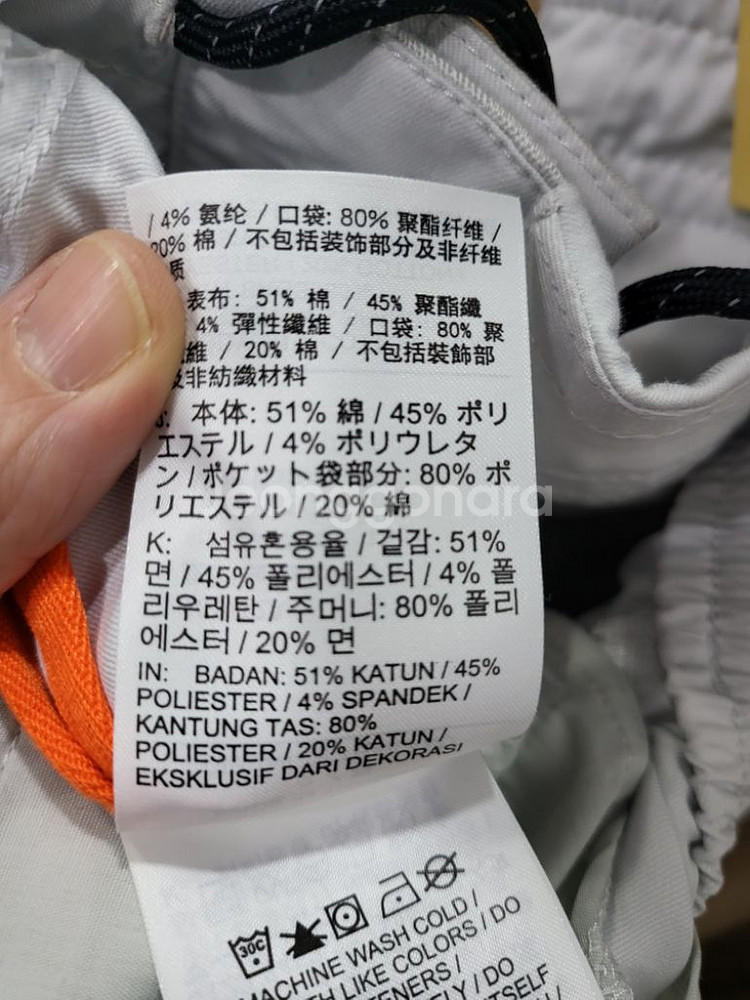 / 4% 氨纶 / 口袋: 80% 聚酯纤维 /
20% 棉 / 不包括装饰部分及非纤维
质
表布: 51% 棉 / 45% 聚酯纖
4% 彈性纖維 / 口袋: 80% 聚
維 / 20% 棉 / 不包括裝飾部
及非紡織材料
J: 本体: 51% 綿 / 45% ポリ
エステル / 4% ポリウレタ
ン / ポケット袋部分: 80% ポ
リエステル / 20% 綿
K: 섬유혼용율 / 겉감: 51%
면 / 45% 폴리에스터 / 4% 폴
리우레탄 / 주머니: 80% 폴리
에스터 / 20% 면
IN: BADAN: 51% KATUN / 45%
POLIESTER / 4% SPANDEK /
KANTUNG TAS: 80%
POLIESTER / 20% KATUN /
EKSKLUSIF DARI DEKORASI
30C
MACHINE WASH COLD /
TH LIKE COLORS / DO
TENERS /
ELY / DO
ITSELF